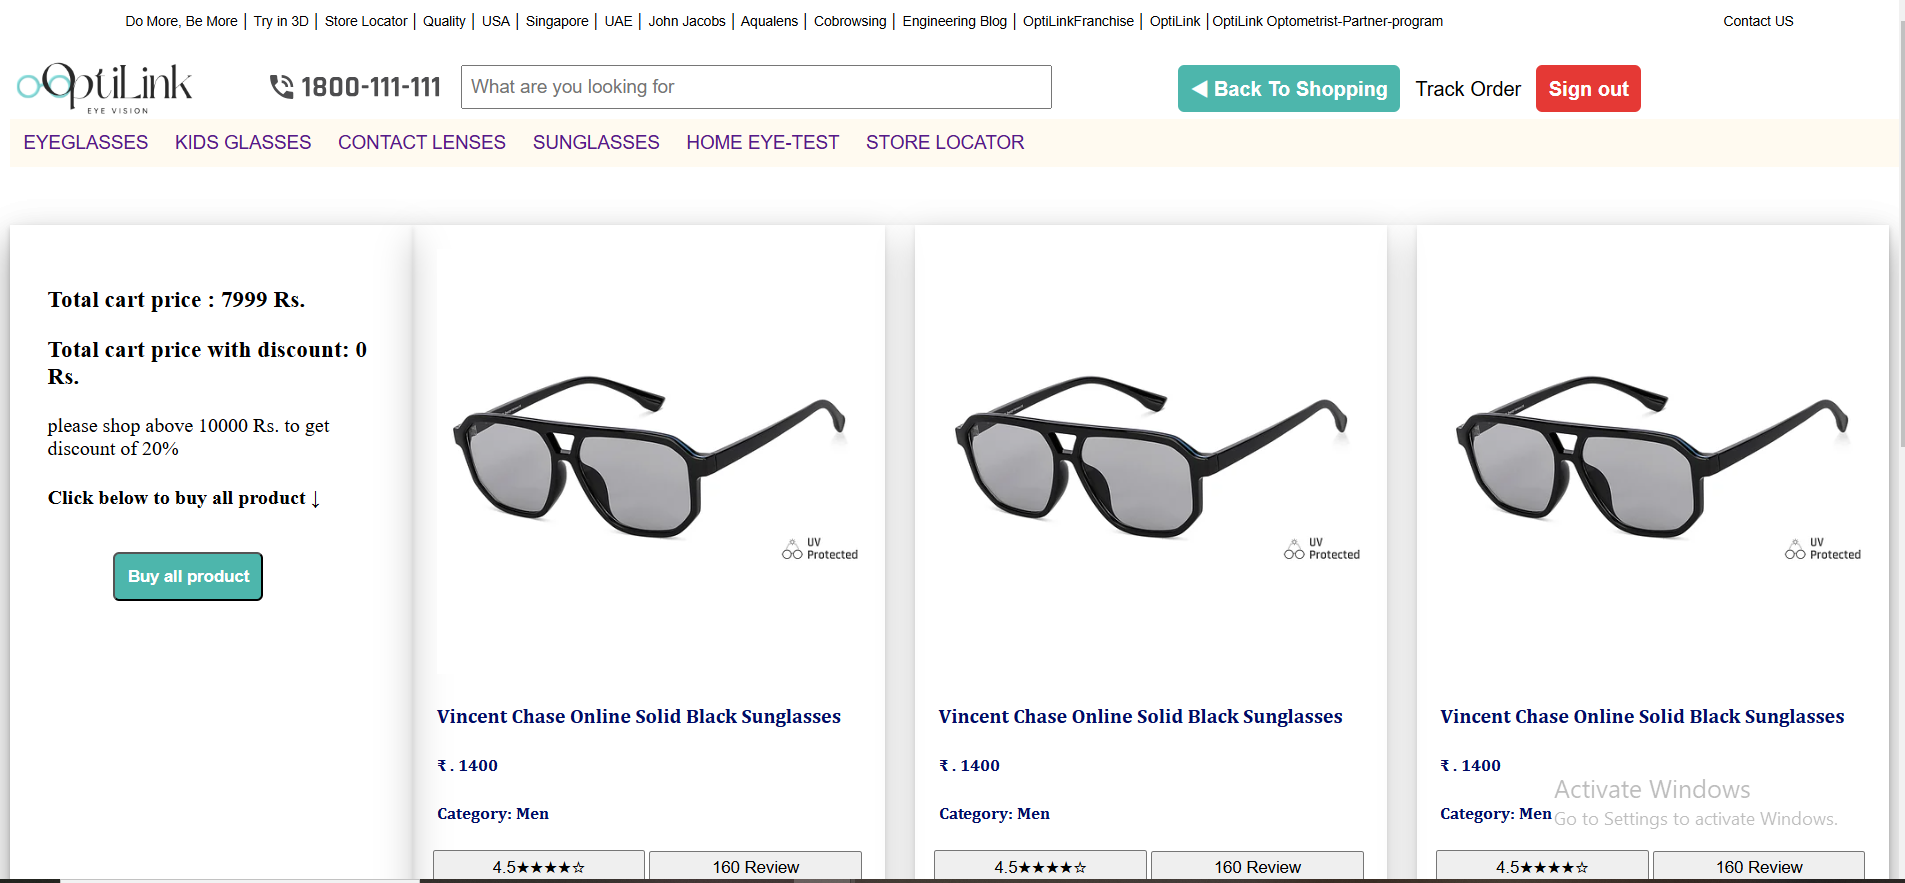 Do More, Be More | Try in 3D | Store Locator | Quality | USA | Singapore | UAE | John Jacobs | Aqualens | Cobrowsing | Engineering Blog | OptiLinkFranchise | OptiLink | OptiLink Optometrist-Partner-program Contact US
OptiLink
EYE VISION
1800-111-111
What are you looking for
◀ Back To Shopping
Track Order
Sign out
EYEGLASSES KIDS GLASSES CONTACT LENSES SUNGLASSES HOME EYE-TEST STORE LOCATOR
Total cart price : 7999 Rs.
Total cart price with discount: 0
Rs.
please shop above 10000 Rs. to get
discount of 20%
Click below to buy all product ↓
Buy all product
UV
Protected
Vincent Chase Online Solid Black Sunglasses
₹ . 1400
Category: Men
4.5★★★★☆ 160 Review
UV
Protected
Vincent Chase Online Solid Black Sunglasses
₹ . 1400
Category: Men
4.5★★★★☆ 160 Review
UV
Protected
Vincent Chase Online Solid Black Sunglasses
₹ . 1400
Category: Men
4.5★★★★☆ 160 Review
Activate Windows
Go to Settings to activate Windows.